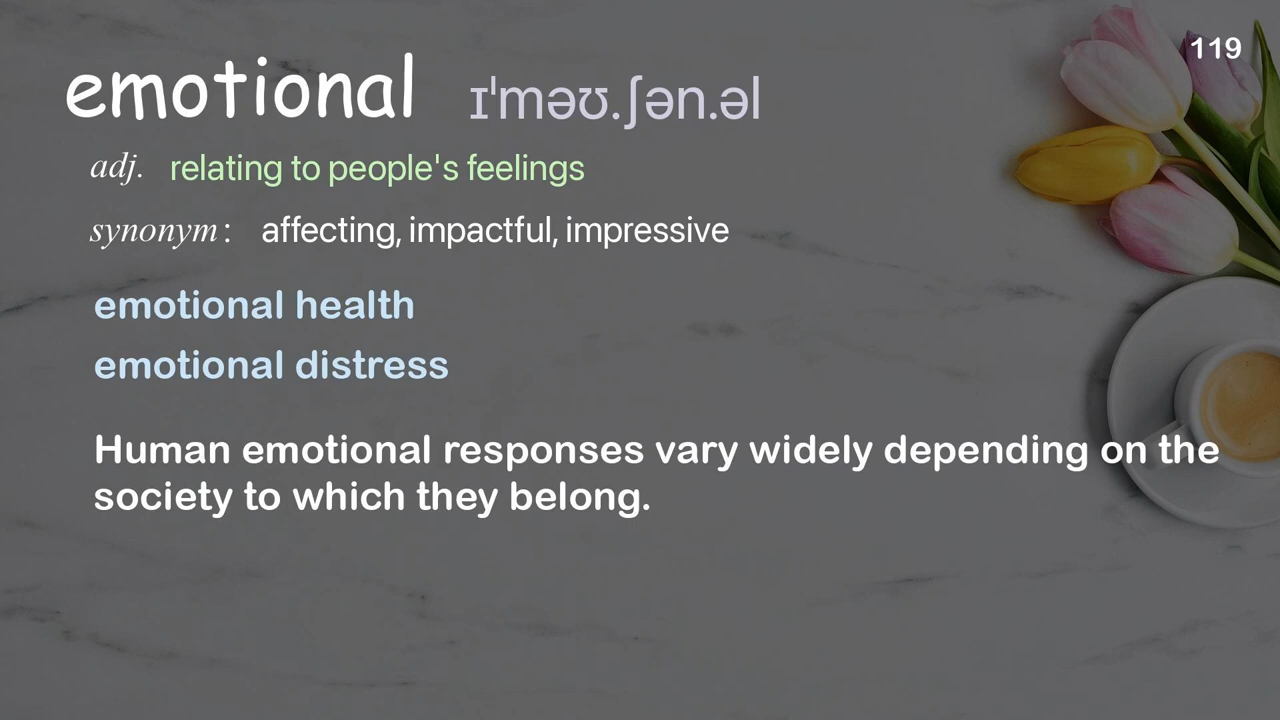 119
emotional ɪˈməʊ.ʃən.əl
adj. relating to people's feelings
synonym: affecting, impactful, impressive
emotional health
emotional distress
Human emotional responses vary widely depending on the
society to which they belong.